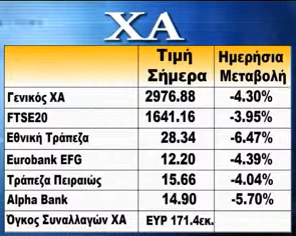 ΧΑ
Τιμή Σήμερα Ημερήσια Μεταβολή
Γενικός ΧΑ 2976.88 -4.30%
FTSE20 1641.16 -3.95%
Εθνική Τράπεζα 28.34 -6.47%
Eurobank EFG 12.20 -4.39%
Τράπεζα Πειραιώς 15.66 -4.04%
Alpha Bank 14.90 -5.70%
Όγκος Συναλλαγών ΧΑ ΕΥΡ 171.4εκ.